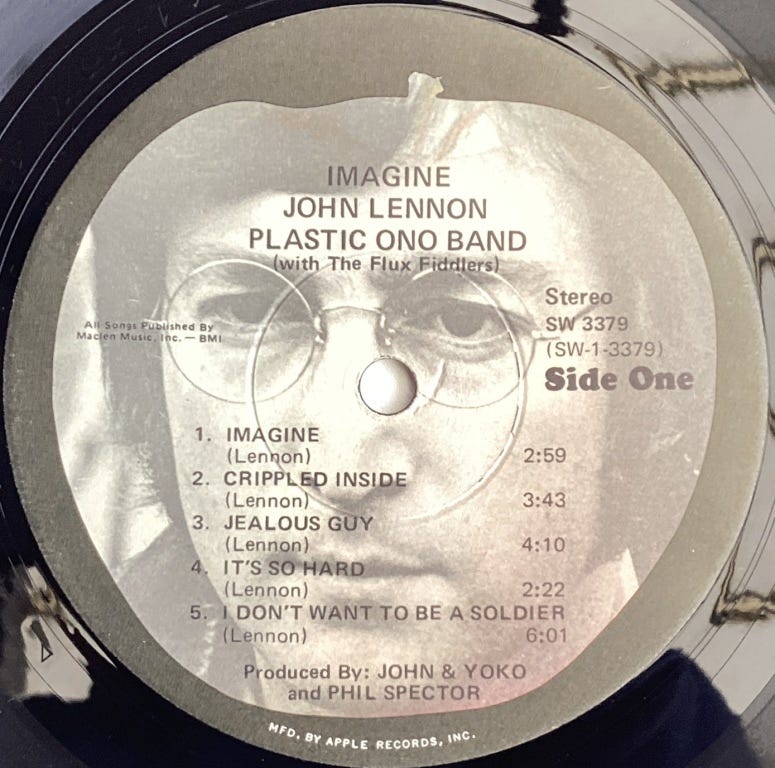 IMAGINE
JOHN LENNON
PLASTIC ONO BAND
(with The Flux Fiddlers)
All Songs Published By
Maclen Music, Inc. — BMI
Stereo
SW 3379
(SW-1-3379)
Side One
1. IMAGINE
(Lennon) 2:59
2. CRIPPLED INSIDE
(Lennon) 3:43
3. JEALOUS GUY
(Lennon) 4:10
4. IT'S SO HARD
(Lennon) 2:22
5. I DON'T WANT TO BE A SOLDIER
(Lennon) 6:01
Produced By: JOHN & YOKO
and PHIL SPECTOR
MFD. BY APPLE RECORDS, INC.